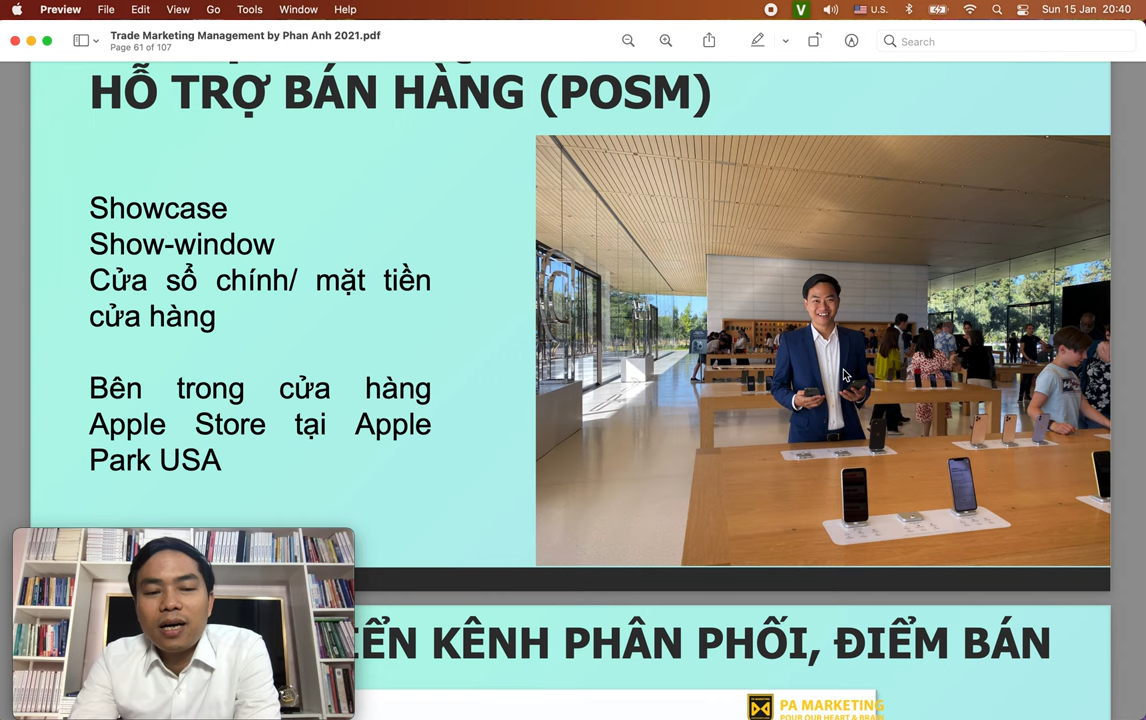 Preview File Edit View Go Tools Window Help
V U.S. Sun 15 Jan 20:40
Trade Marketing Management by Phan Anh 2021.pdf
Page 61 of 107
Search
HỖ TRỢ BÁN HÀNG (POSM)
Showcase
Show-window
Cửa sổ chính/ mặt tiền
cửa hàng
Bên trong cửa hàng
Apple Store tại Apple
Park USA
IỂN KÊNH PHÂN PHỐI, ĐIỂM BÁN
PA MARKETING
POUR OUR HEART & BRAIN